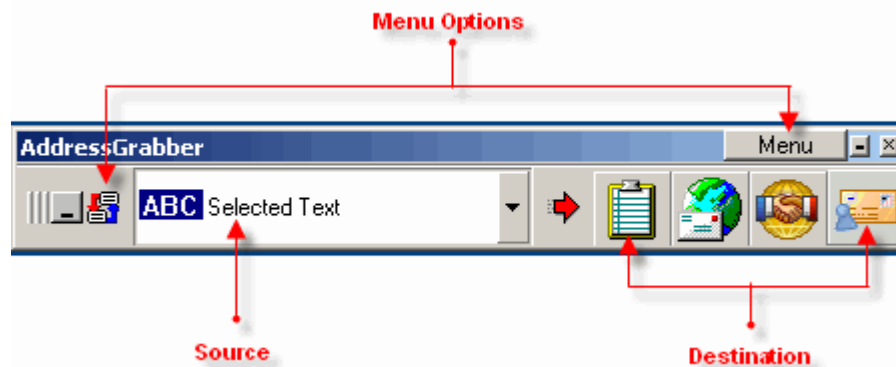 Menu Options
AddressGrabber Menu
ABC Selected Text
Source
Destination